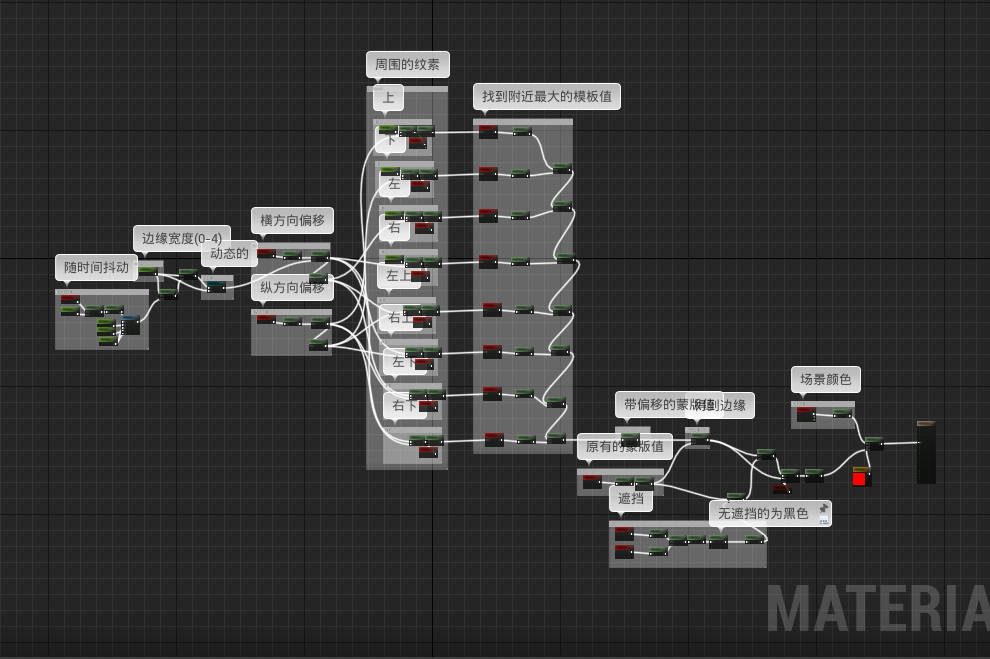 周围的纹素
上
找到附近最大的模板值
下
左
右
横方向偏移
边缘宽度(0-4)
动态的
随时间抖动
左上
纵方向偏移
右上
左下
右下
场景颜色
带偏移的蒙版值
得到边缘
原有的蒙版值
遮挡
无遮挡的为黑色
MATERIA